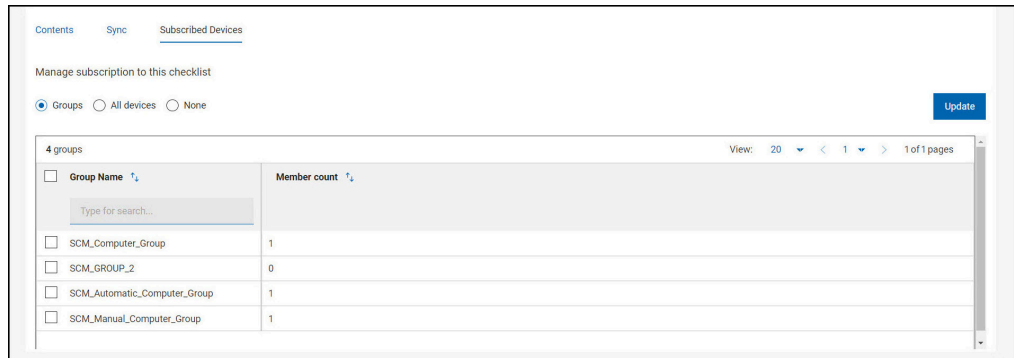 Contents Sync Subscribed Devices
Manage subscription to this checklist
Groups All devices None Update
4 groups View: 20 1 1 of 1 pages
Group Name Member count
Type for search...
SCM_Computer_Group 1
SCM_GROUP_2 0
SCM_Automatic_Computer_Group 1
SCM_Manual_Computer_Group 1